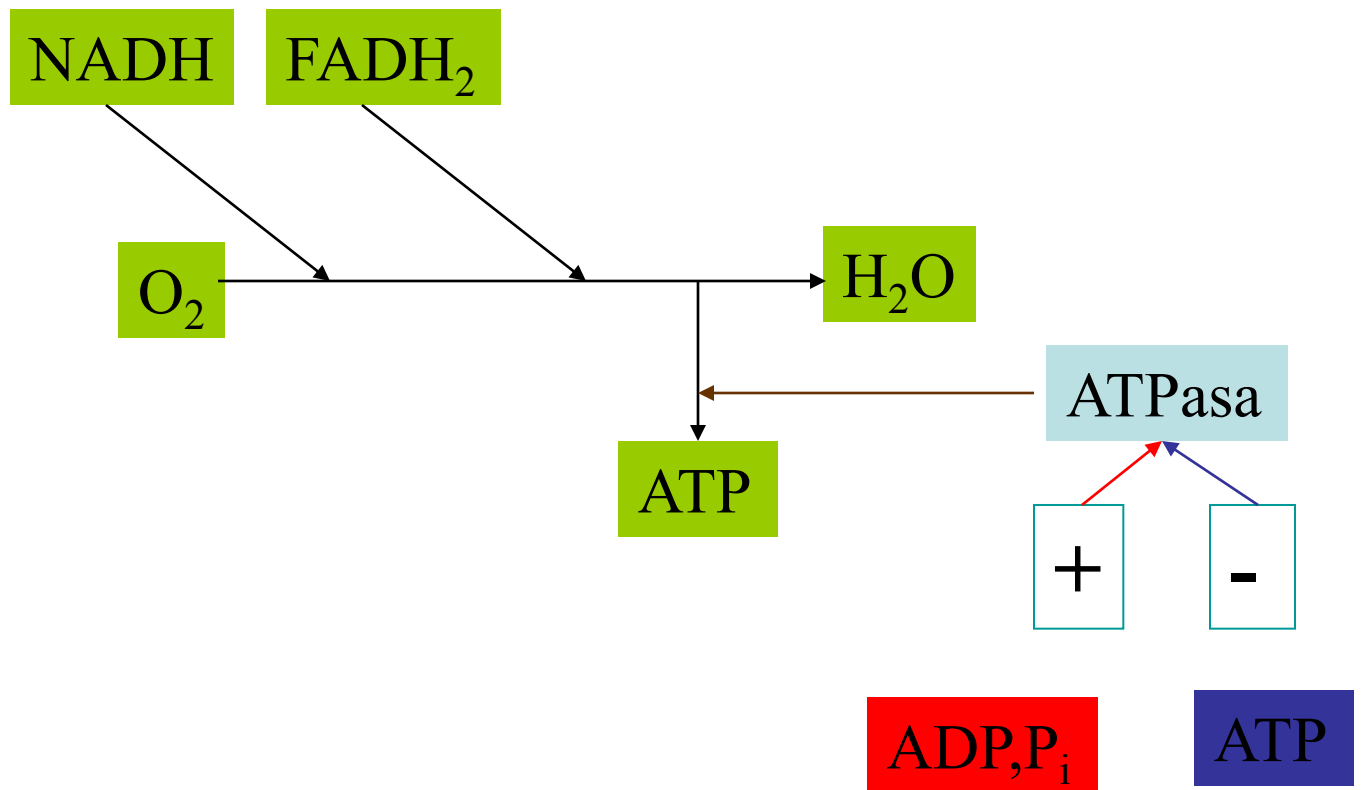 NADH
FADH₂
O₂
H₂O
ATPasa
ATP
+
-
ADP,Pᵢ
ATP